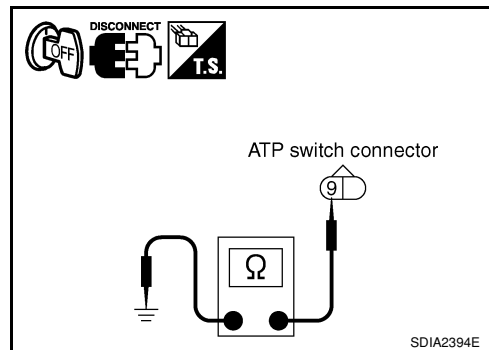 DISCONNECT
OFF
T.S.
ATP switch connector
9
Ω
SDIA2394E